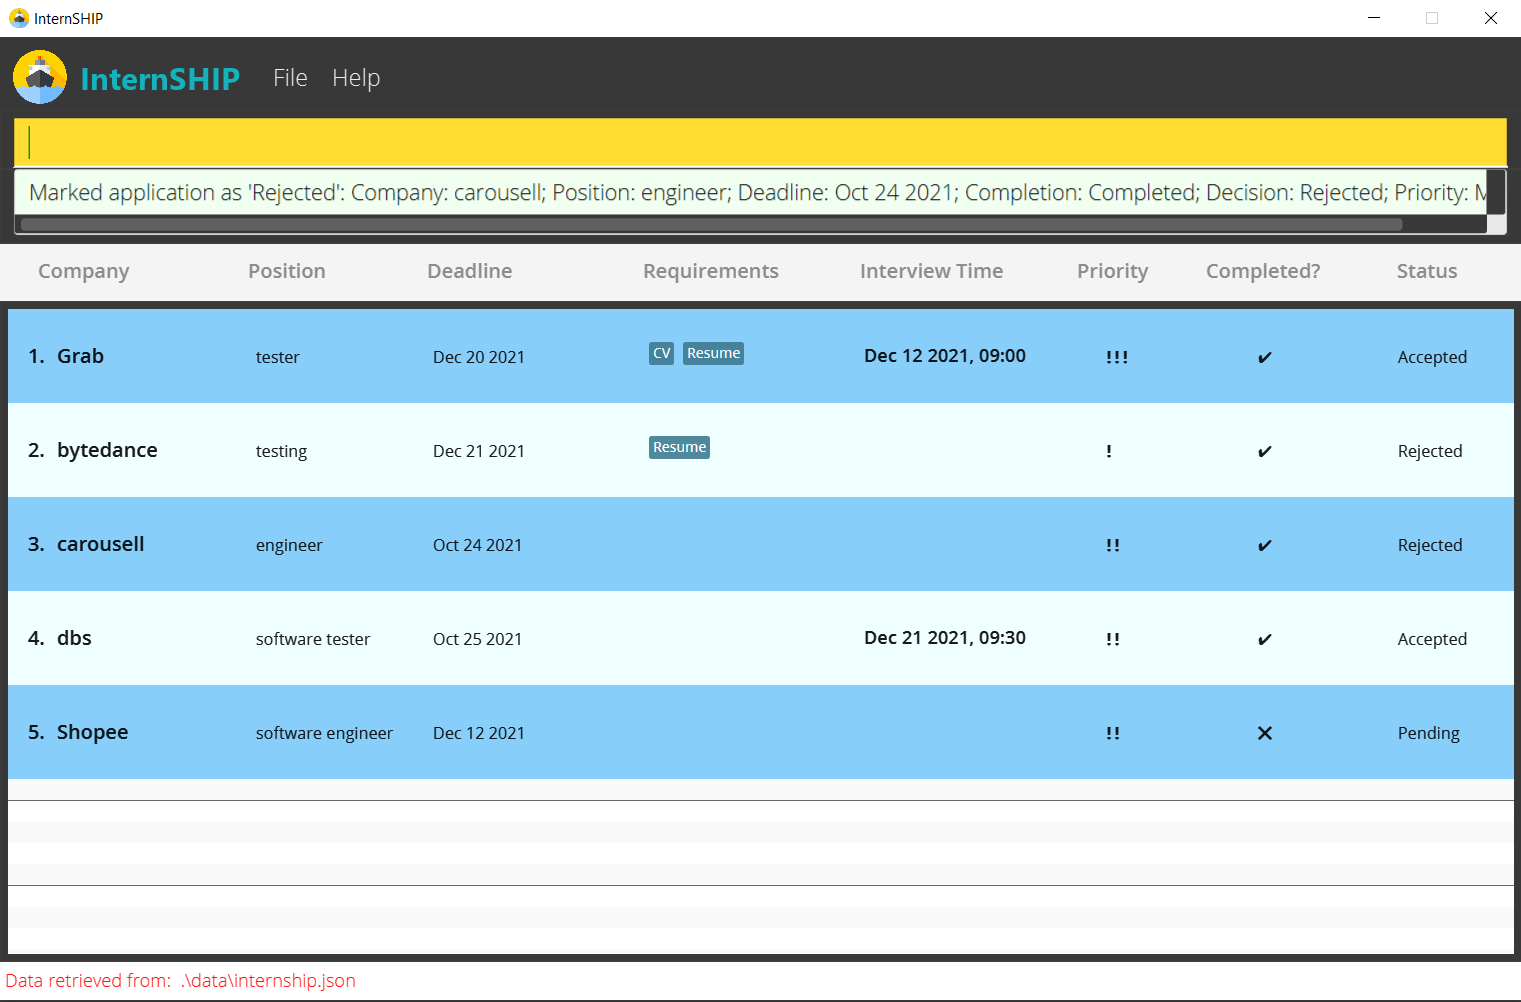 InternSHIP
InternSHIP File Help
Marked application as 'Rejected': Company: carousell; Position: engineer; Deadline: Oct 24 2021; Completion: Completed; Decision: Rejected; Priority: M
Company Position Deadline Requirements Interview Time Priority Completed? Status
1. Grab tester Dec 20 2021 CV Resume Dec 12 2021, 09:00 !!! ✔ Accepted
2. bytedance testing Dec 21 2021 Resume ! ✔ Rejected
3. carousell engineer Oct 24 2021 !! ✔ Rejected
4. dbs software tester Oct 25 2021 Dec 21 2021, 09:30 !! ✔ Accepted
5. Shopee software engineer Dec 12 2021 !! ✕ Pending
Data retrieved from: .\data\internship.json